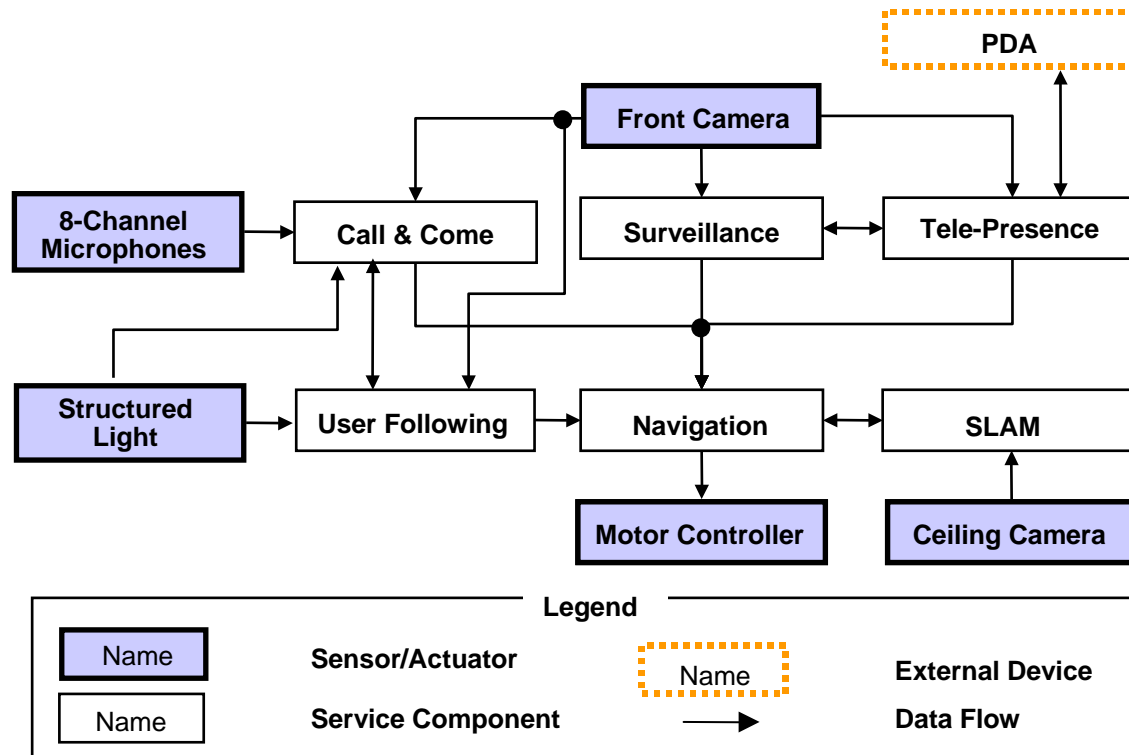 PDA
Front Camera
8-Channel
Microphones
Call & Come
Surveillance
Tele-Presence
Structured
Light
User Following
Navigation
SLAM
Motor Controller
Ceiling Camera
Legend
Name
Sensor/Actuator
Name
External Device
Name
Service Component
Data Flow